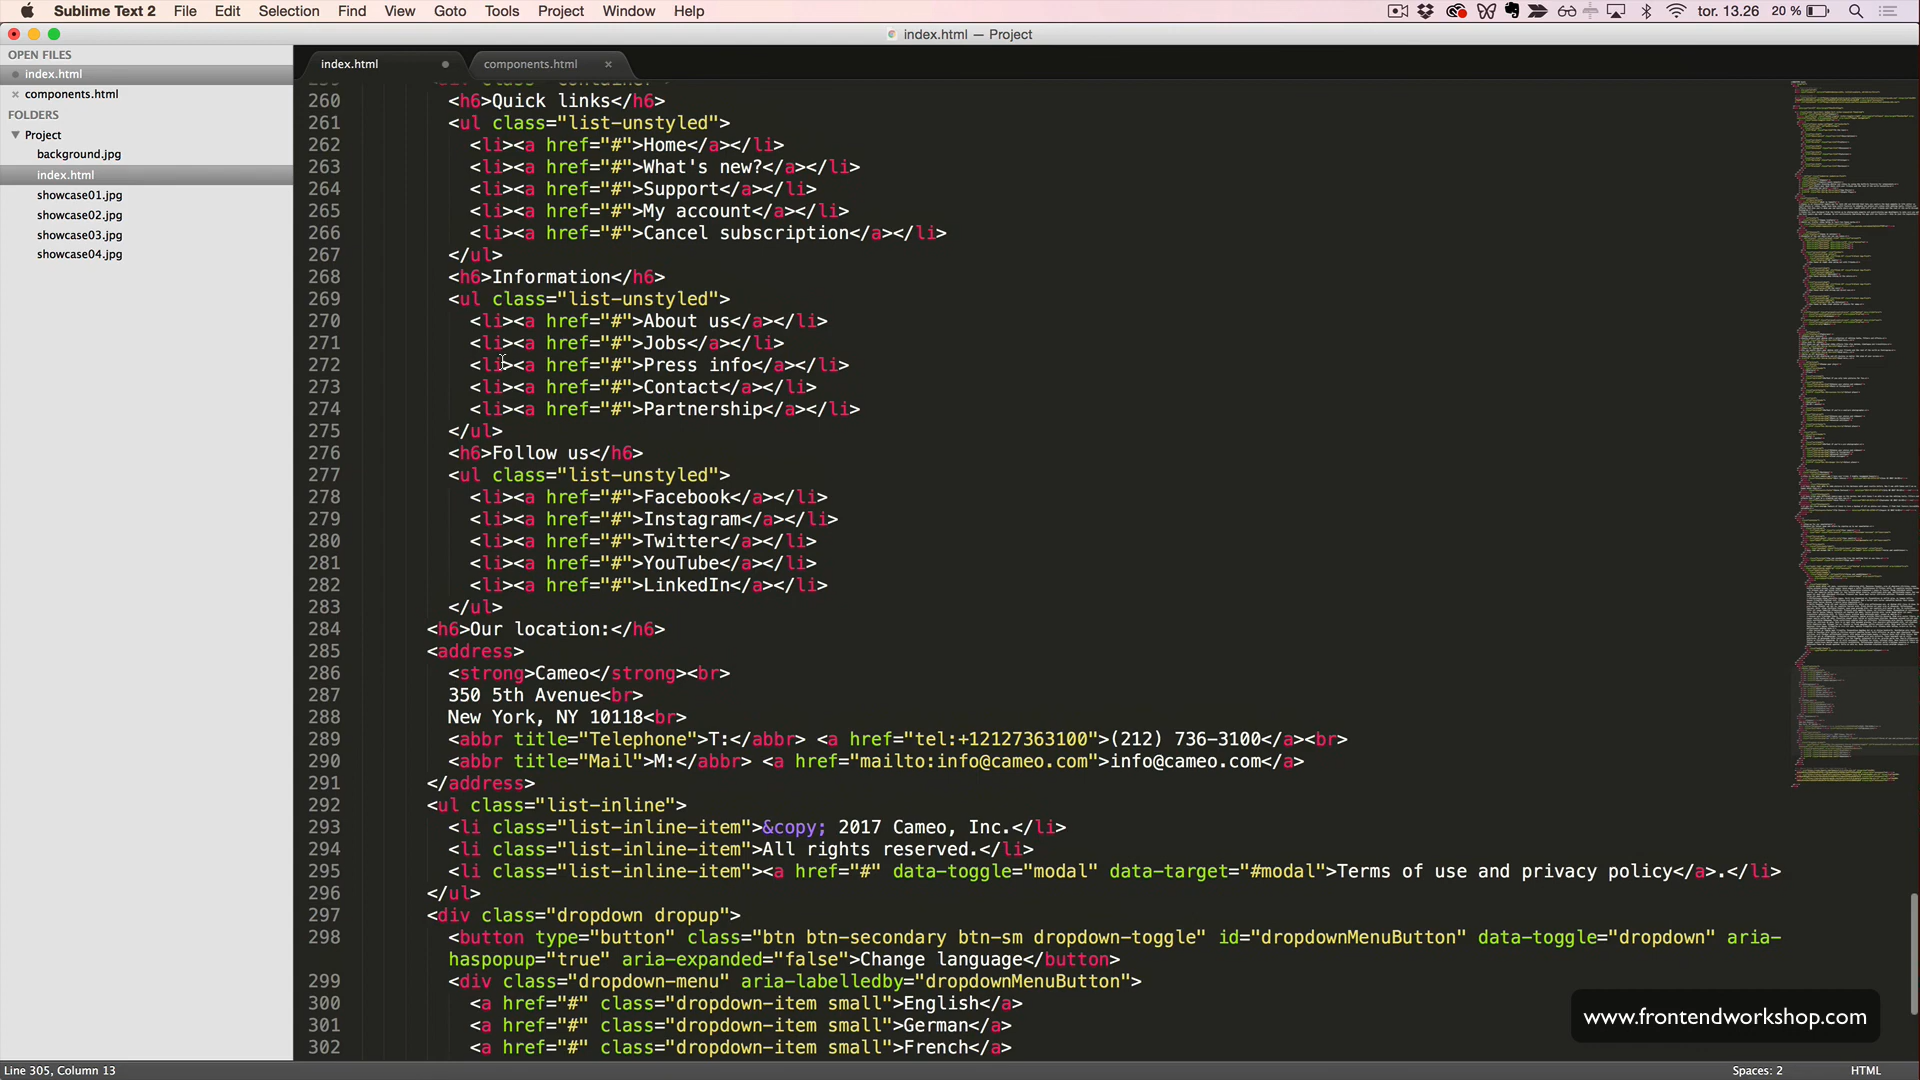 Sublime Text 2 File Edit Selection Find View Goto Tools Project Window Help tor. 13.26 20 %
index.html — Project
OPEN FILES
index.html
components.html
FOLDERS
Project
background.jpg
index.html
showcase01.jpg
showcase02.jpg
showcase03.jpg
showcase04.jpg
index.html components.html
260 <h6>Quick links</h6>
261 <ul class="list-unstyled">
262 <li><a href="#">Home</a></li>
263 <li><a href="#">What's new?</a></li>
264 <li><a href="#">Support</a></li>
265 <li><a href="#">My account</a></li>
266 <li><a href="#">Cancel subscription</a></li>
267 </ul>
268 <h6>Information</h6>
269 <ul class="list-unstyled">
270 <li><a href="#">About us</a></li>
271 <li><a href="#">Jobs</a></li>
272 <li><a href="#">Press info</a></li>
273 <li><a href="#">Contact</a></li>
274 <li><a href="#">Partnership</a></li>
275 </ul>
276 <h6>Follow us</h6>
277 <ul class="list-unstyled">
278 <li><a href="#">Facebook</a></li>
279 <li><a href="#">Instagram</a></li>
280 <li><a href="#">Twitter</a></li>
281 <li><a href="#">YouTube</a></li>
282 <li><a href="#">LinkedIn</a></li>
283 </ul>
284 <h6>Our location:</h6>
285 <address>
286 <strong>Cameo</strong><br>
287 350 5th Avenue<br>
288 New York, NY 10118<br>
289 <abbr title="Telephone">T:</abbr> <a href="tel:+12127363100">(212) 736-3100</a><br>
290 <abbr title="Mail">M:</abbr> <a href="mailto:info@cameo.com">info@cameo.com</a>
291 </address>
292 <ul class="list-inline">
293 <li class="list-inline-item">&copy; 2017 Cameo, Inc.</li>
294 <li class="list-inline-item">All rights reserved.</li>
295 <li class="list-inline-item"><a href="#" data-toggle="modal" data-target="#modal">Terms of use and privacy policy</a>.</li>
296 </ul>
297 <div class="dropdown dropup">
298 <button type="button" class="btn btn-secondary btn-sm dropdown-toggle" id="dropdownMenuButton" data-toggle="dropdown" aria-
haspopup="true" aria-expanded="false">Change language</button>
299 <div class="dropdown-menu" aria-labelledby="dropdownMenuButton">
300 <a href="#" class="dropdown-item small">English</a>
301 <a href="#" class="dropdown-item small">German</a>
302 <a href="#" class="dropdown-item small">French</a>
www.frontendworkshop.com
Line 305, Column 13 Spaces: 2 HTML